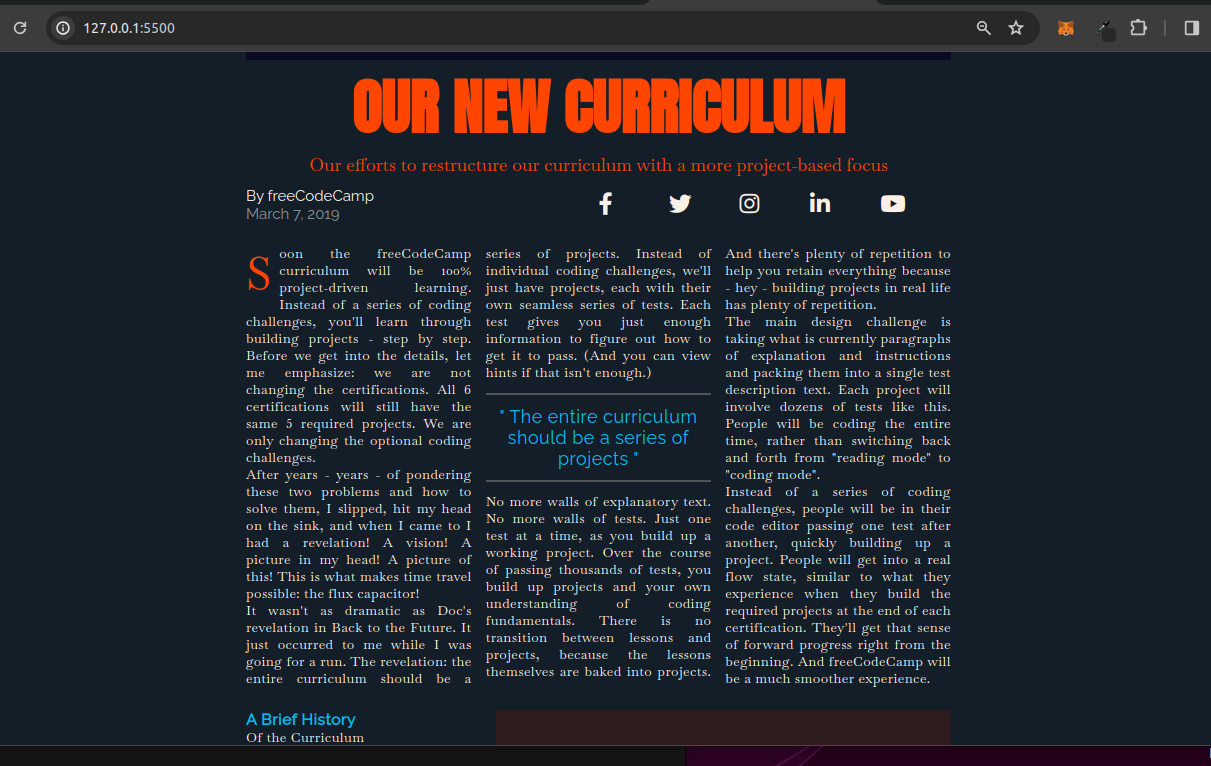 127.0.0.1:5500
OUR NEW CURRICULUM
Our efforts to restructure our curriculum with a more project-based focus
By freeCodeCamp
March 7, 2019
Soon the freeCodeCamp
curriculum will be 100%
project-driven learning.
Instead of a series of coding
challenges, you'll learn through
building projects - step by step.
Before we get into the details, let
me emphasize: we are not
changing the certifications. All 6
certifications will still have the
same 5 required projects. We are
only changing the optional coding
challenges.
After years - years - of pondering
these two problems and how to
solve them, I slipped, hit my head
on the sink, and when I came to I
had a revelation! A vision! A
picture in my head! A picture of
this! This is what makes time travel
possible: the flux capacitor!
It wasn't as dramatic as Doc's
revelation in Back to the Future. It
just occurred to me while I was
going for a run. The revelation: the
entire curriculum should be a
series of projects. Instead of
individual coding challenges, we'll
just have projects, each with their
own seamless series of tests. Each
test gives you just enough
information to figure out how to
get it to pass. (And you can view
hints if that isn't enough.)
" The entire curriculum
should be a series of
projects "
No more walls of explanatory text.
No more walls of tests. Just one
test at a time, as you build up a
working project. Over the course
of passing thousands of tests, you
build up projects and your own
understanding of coding
fundamentals. There is no
transition between lessons and
projects, because the lessons
themselves are baked into projects.
And there's plenty of repetition to
help you retain everything because
- hey - building projects in real life
has plenty of repetition.
The main design challenge is
taking what is currently paragraphs
of explanation and instructions
and packing them into a single test
description text. Each project will
involve dozens of tests like this.
People will be coding the entire
time, rather than switching back
and forth from "reading mode" to
"coding mode".
Instead of a series of coding
challenges, people will be in their
code editor passing one test after
another, quickly building up a
project. People will get into a real
flow state, similar to what they
experience when they build the
required projects at the end of each
certification. They'll get that sense
of forward progress right from the
beginning. And freeCodeCamp will
be a much smoother experience.
A Brief History
Of the Curriculum